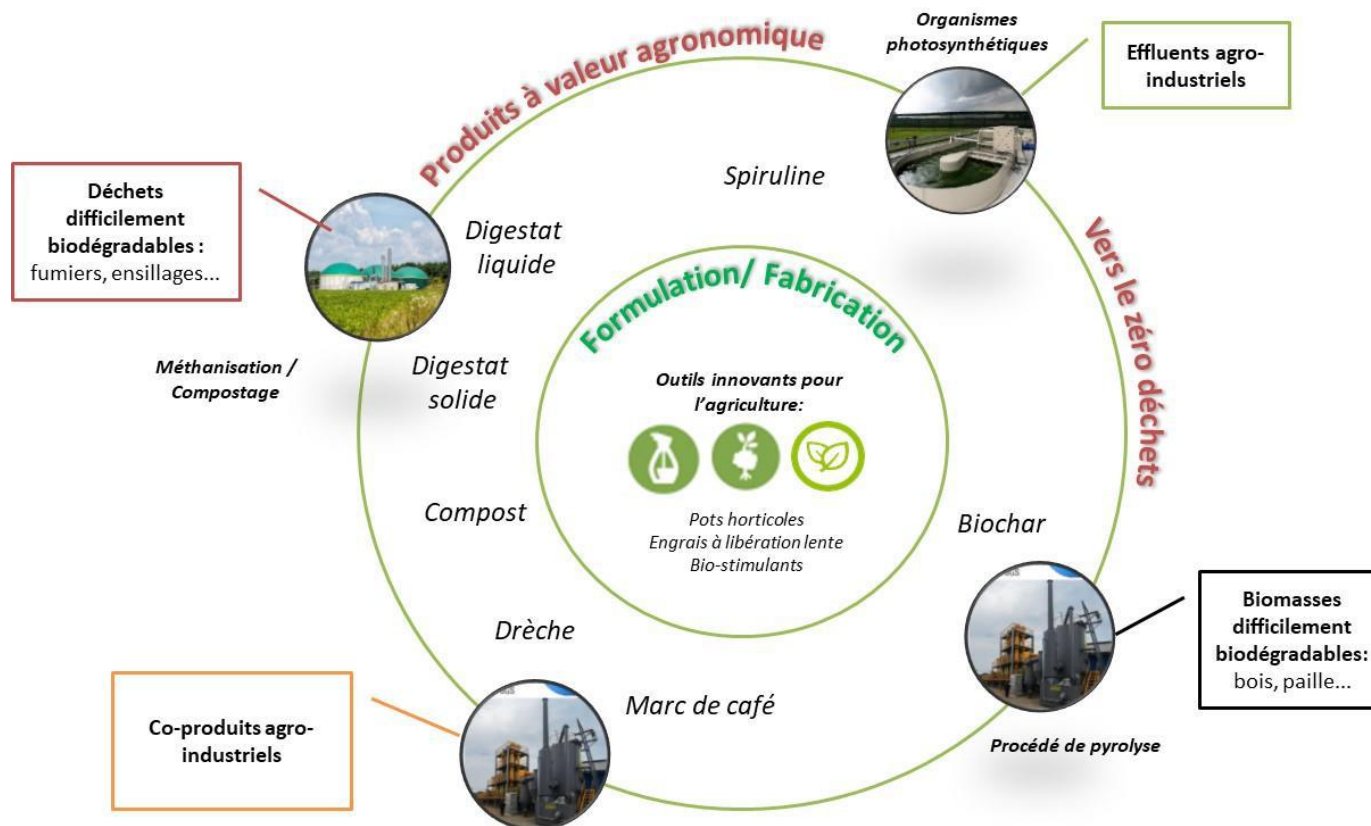 Organismes
photosynthétiques
Effluents agro-
industriels
Produits à valeur agronomique
Spiruline
Déchets
difficilement
biodégradables :
fumiers, ensillages...
Digestat
liquide
Vers le zéro déchets
Formulation/ Fabrication
Méthanisation /
Compostage
Digestat
solide
Outils innovants pour
l'agriculture:
Compost
Pots horticoles
Engrais à libération lente
Bio-stimulants
Biochar
Biomasses
difficilement
biodégradables:
bois, paille...
Drèche
Marc de café
Co-produits agro-
industriels
Procédé de pyrolyse